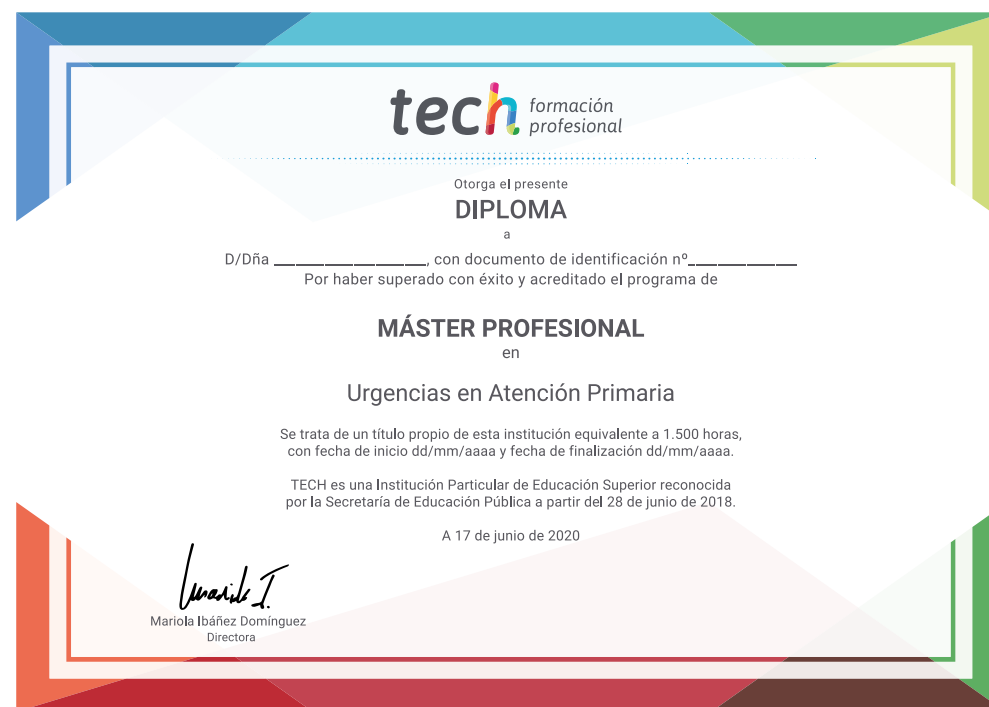 tech formación
profesional
Otorga el presente
DIPLOMA
a
D/Dña ___________________, con documento de identificación nº______________
Por haber superado con éxito y acreditado el programa de
MÁSTER PROFESIONAL
en
Urgencias en Atención Primaria
Se trata de un título propio de esta institución equivalente a 1.500 horas,
con fecha de inicio dd/mm/aaaa y fecha de finalización dd/mm/aaaa.
TECH es una Institución Particular de Educación Superior reconocida
por la Secretaría de Educación Pública a partir del 28 de junio de 2018.
A 17 de junio de 2020
Mariola I.
Mariola Ibáñez Domínguez
Directora